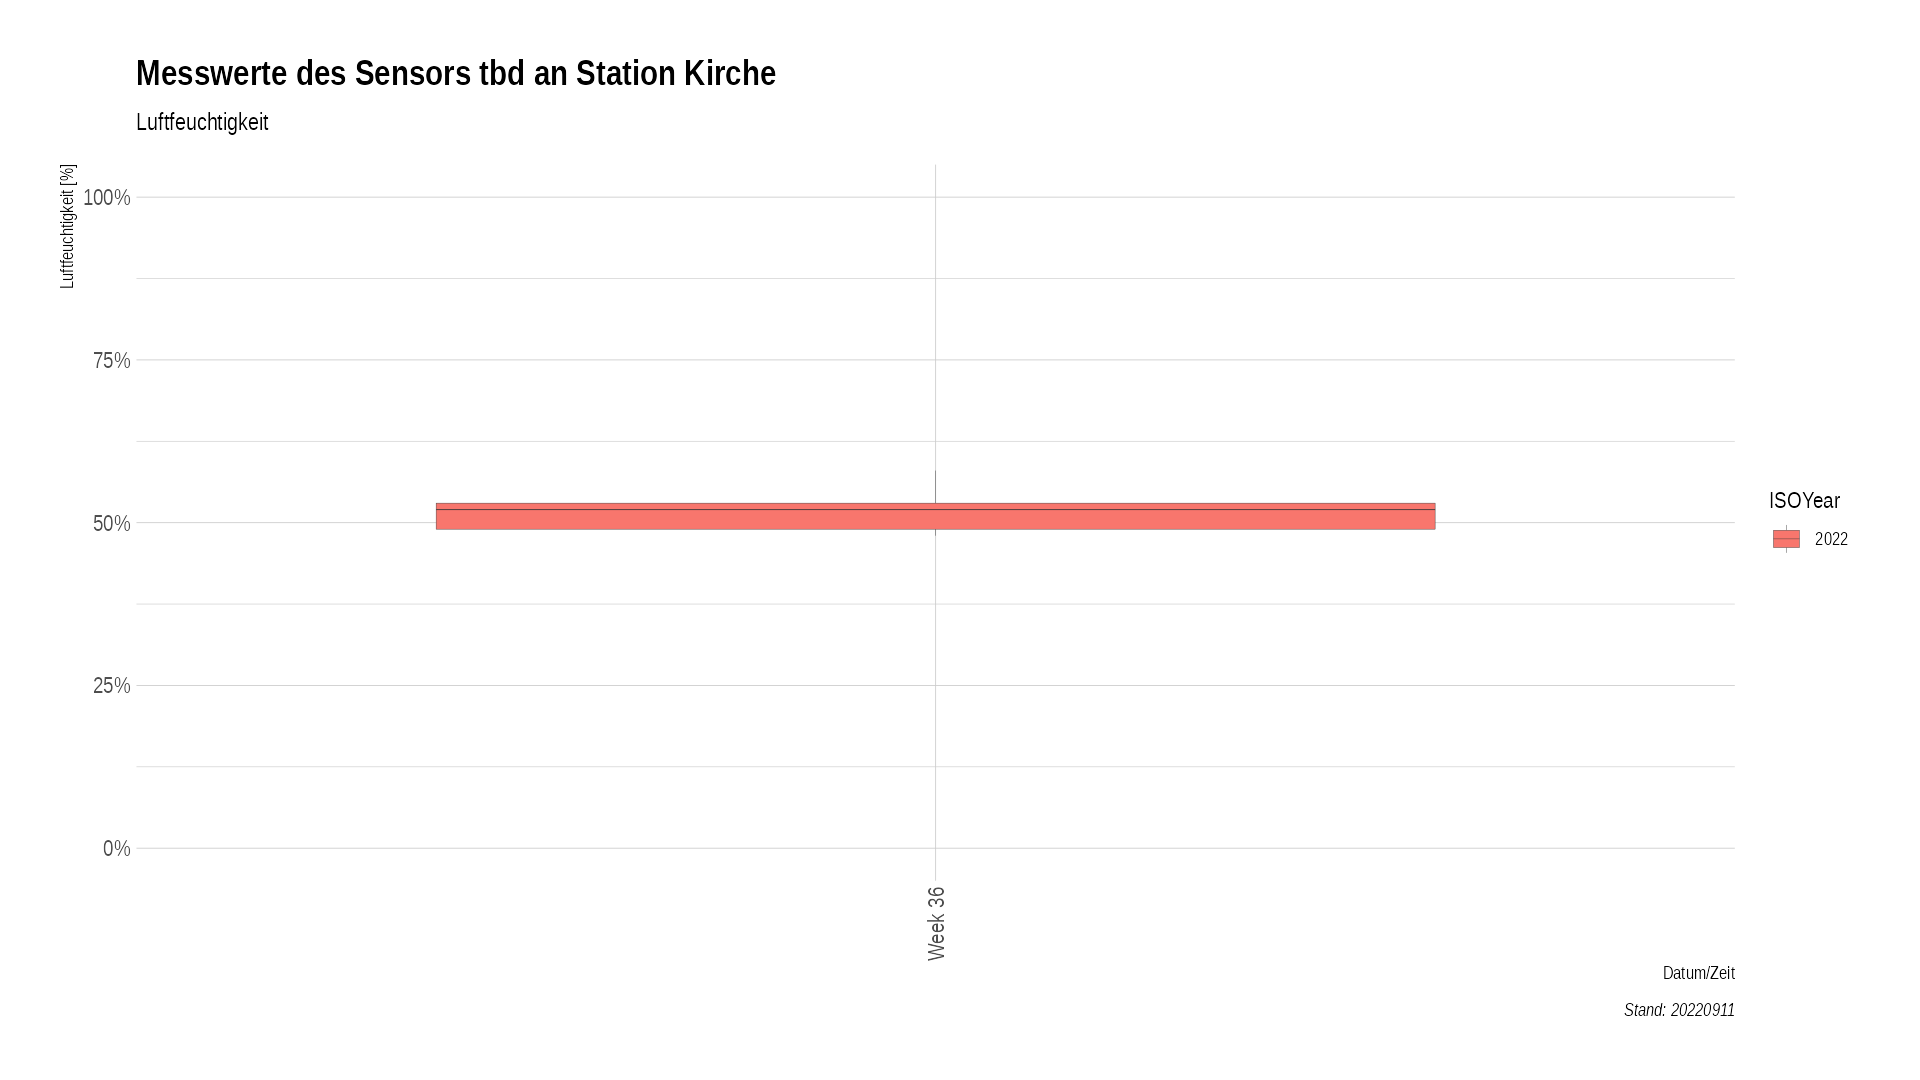 Messwerte des Sensors tbd an Station Kirche
Luftfeuchtigkeit
Luftfeuchtigkeit [%]
100%
75%
50%
25%
0%
Week 36
Datum/Zeit
Stand: 20220911
ISOYear
2022